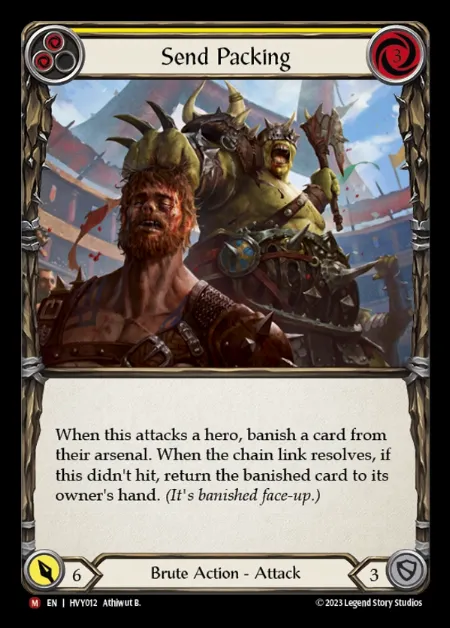 Send Packing
3
When this attacks a hero, banish a card from
their arsenal. When the chain link resolves, if
this didn't hit, return the banished card to its
owner's hand. (It's banished face-up.)
6
Brute Action - Attack
3
M EN | HVY012 Athiwut B.
© 2023 Legend Story Studios